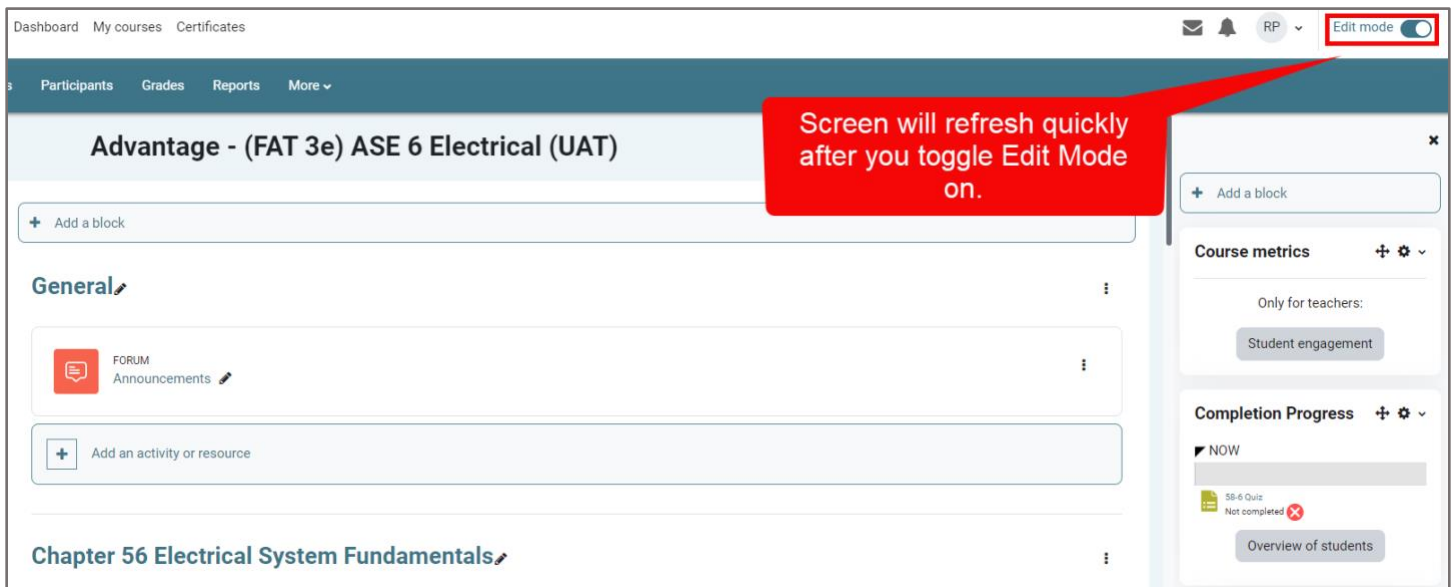 Dashboard My courses Certificates
RP
Edit mode
s Participants Grades Reports More
Screen will refresh quickly
after you toggle Edit Mode
on.
Advantage - (FAT 3e) ASE 6 Electrical (UAT)
+ Add a block
General
FORUM
Announcements
+ Add an activity or resource
Chapter 56 Electrical System Fundamentals
+ Add a block
Course metrics
Only for teachers:
Student engagement
Completion Progress
NOW
58-6 Quiz
Not completed
Overview of students